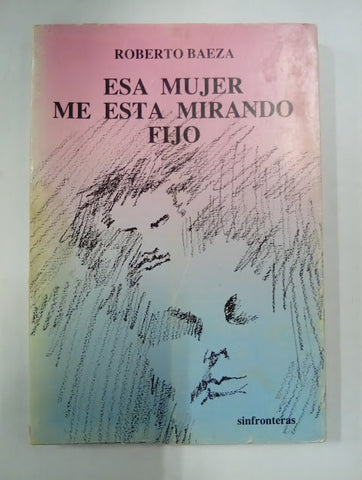 ROBERTO BAEZA
ESA MUJER
ME ESTA MIRANDO
FIJO
sinfronteras